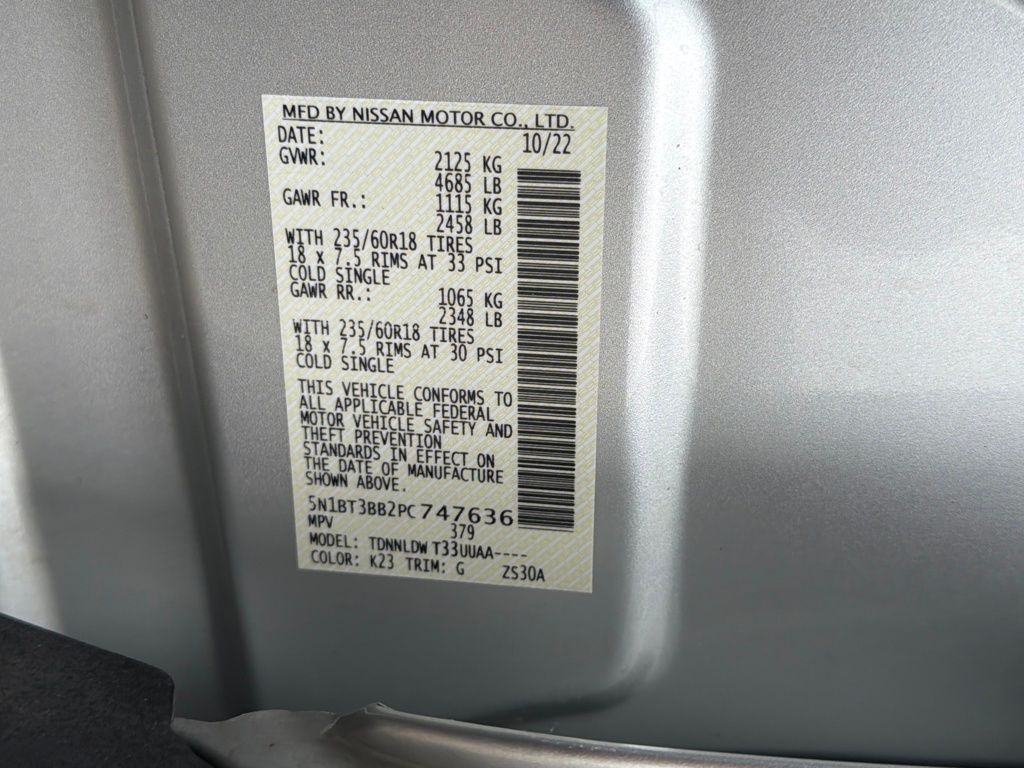 MFD BY NISSAN MOTOR CO., LTD.
DATE: 10/22
GVWR: 2125 KG
4685 LB
GAWR FR.: 1115 KG
2458 LB
WITH 235/60R18 TIRES
18 x 7.5 RIMS AT 33 PSI
COLD SINGLE
GAWR RR.: 1065 KG
2348 LB
WITH 235/60R18 TIRES
18 x 7.5 RIMS AT 30 PSI
COLD SINGLE
THIS VEHICLE CONFORMS TO
ALL APPLICABLE FEDERAL
MOTOR VEHICLE SAFETY AND
THEFT PREVENTION
STANDARDS IN EFFECT ON
THE DATE OF MANUFACTURE
SHOWN ABOVE.
5N1BT3BB2PC747636
MPV 379
MODEL: TDNNLDW T33UUAA----
COLOR: K23 TRIM: G ZS30A